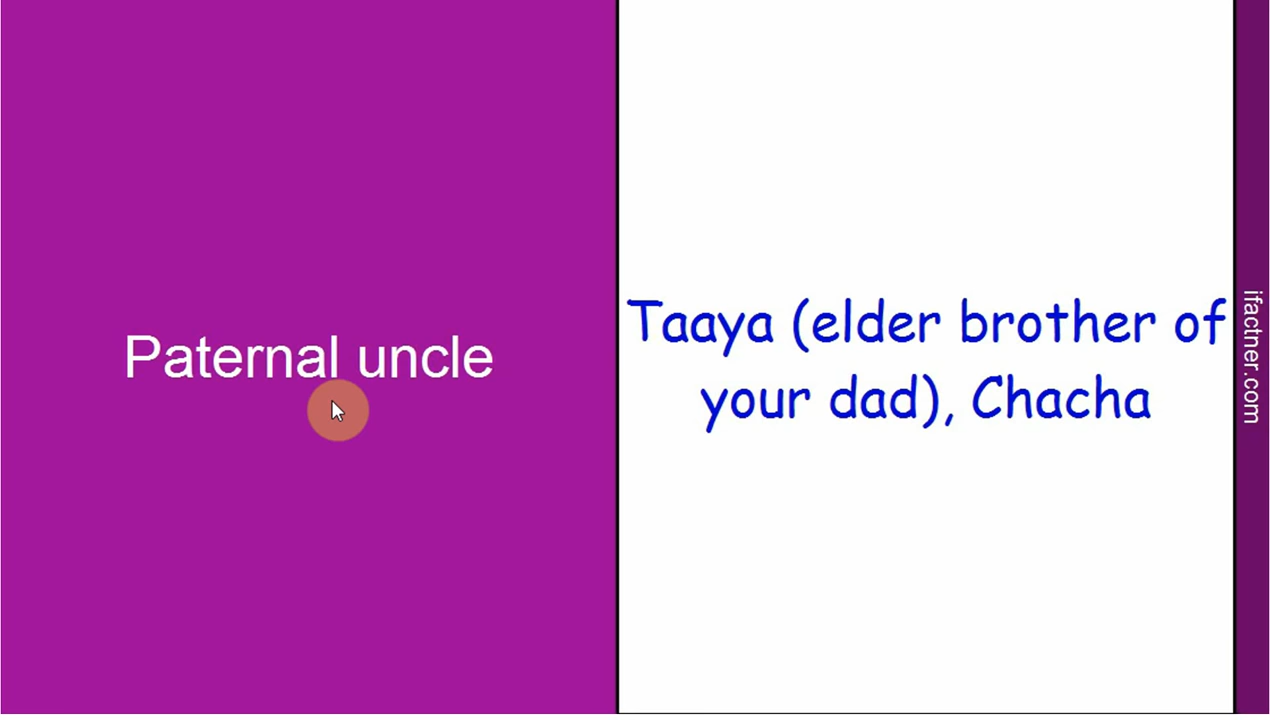 Paternal uncle
Taaya (elder brother of
your dad), Chacha
ifactner.com